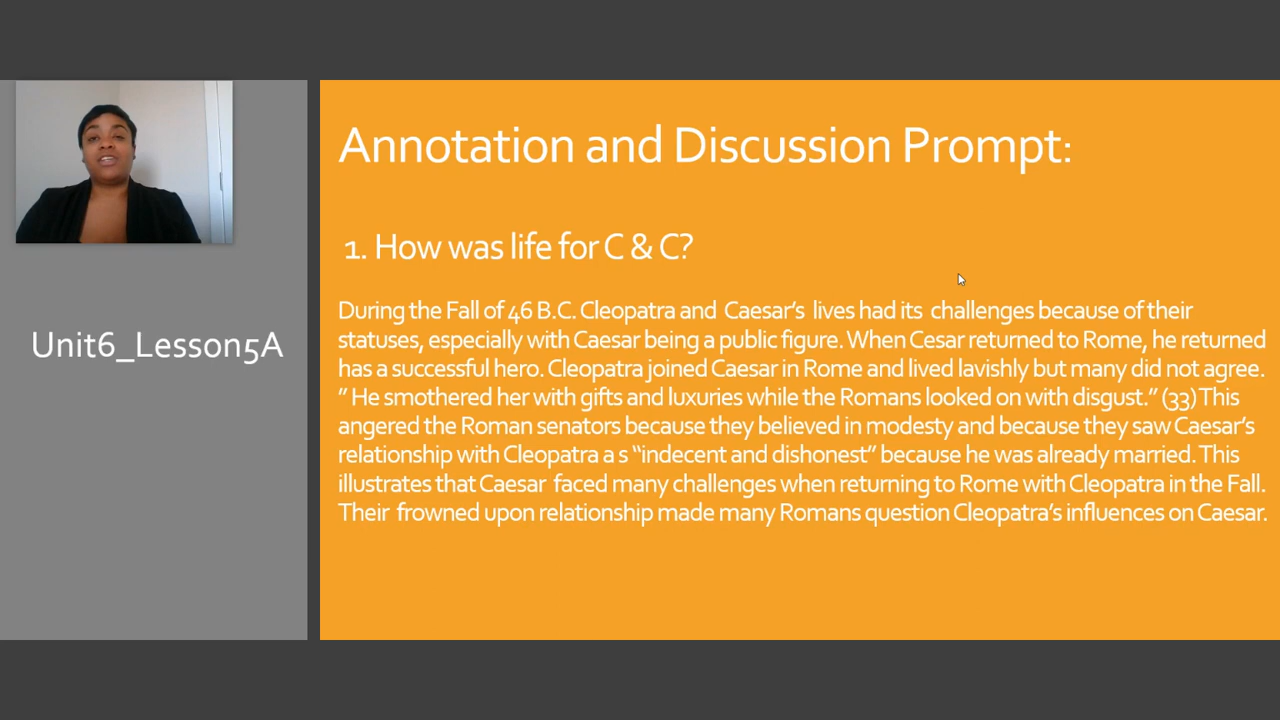 Annotation and Discussion Prompt:
1. How was life for C & C?
During the Fall of 46 B.C. Cleopatra and Caesar's lives had its challenges because of their
statuses, especially with Caesar being a public figure. When Cesar returned to Rome, he returned
has a successful hero. Cleopatra joined Caesar in Rome and lived lavishly but many did not agree.
" He smothered her with gifts and luxuries while the Romans looked on with disgust." (33) This
angered the Roman senators because they believed in modesty and because they saw Caesar's
relationship with Cleopatra a s "indecent and dishonest" because he was already married. This
illustrates that Caesar faced many challenges when returning to Rome with Cleopatra in the Fall.
Their frowned upon relationship made many Romans question Cleopatra's influences on Caesar.
Unit6_Lesson5A